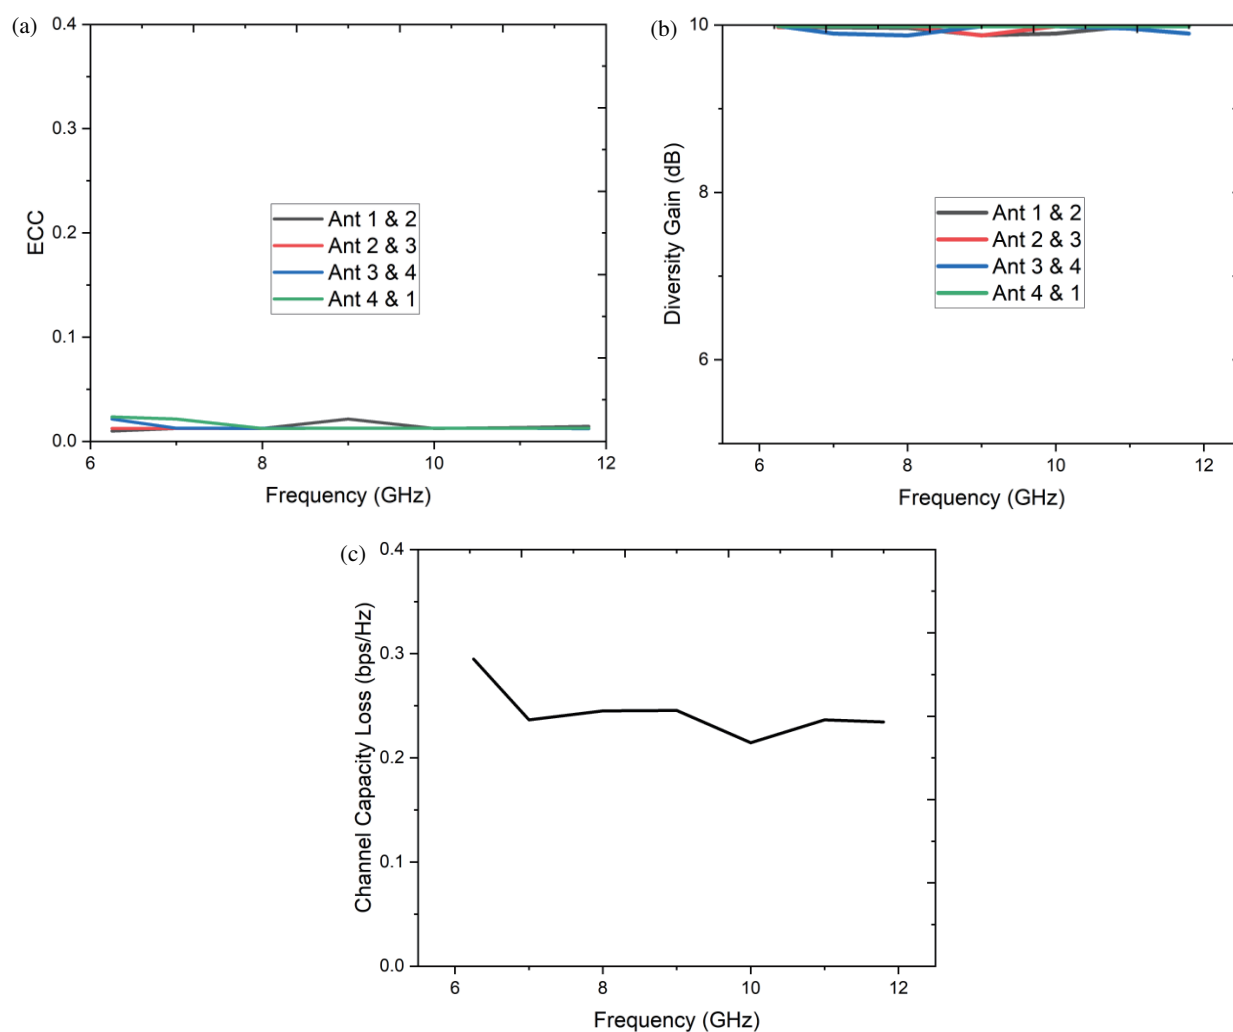 (a)
0.4
0.3
0.2
0.1
0.0
ECC
Ant 1 & 2
Ant 2 & 3
Ant 3 & 4
Ant 4 & 1
6 8 10 12
Frequency (GHz)
(b)
10
8
6
Diversity Gain (dB)
Ant 1 & 2
Ant 2 & 3
Ant 3 & 4
Ant 4 & 1
6 8 10 12
Frequency (GHz)
(c)
0.4
0.3
0.2
0.1
0.0
Channel Capacity Loss (bps/Hz)
6 8 10 12
Frequency (GHz)